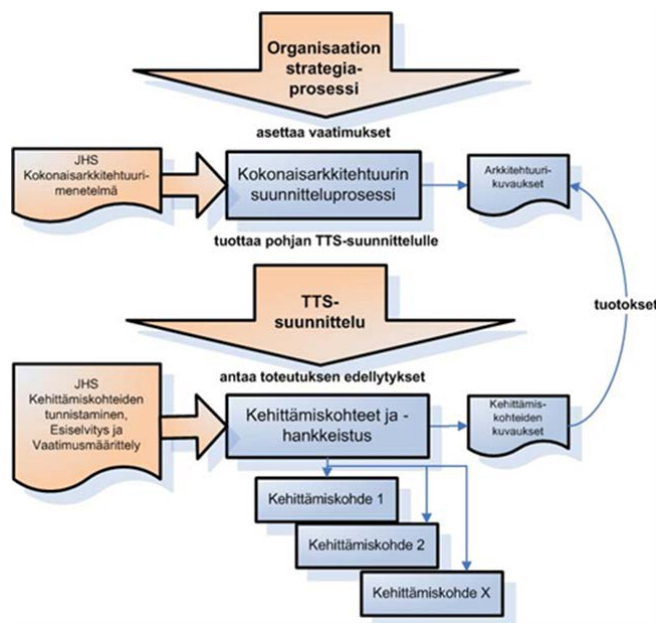 Organisaation
strategia-
prosessi
asettaa vaatimukset
JHS
Kokonaisarkkitehtuuri-
menetelmä
Kokonaisarkkitehtuurin
suunnitteluprosessi
Arkkitehtuuri-
kuvaukset
tuottaa pohjan TTS-suunnittelulle
TTS-
suunnittelu
tuotokset
antaa toteutuksen edellytykset
JHS
Kehittämiskohteiden
tunnistaminen,
Esiselvitys ja
Vaatimusmäärittely
Kehittämiskohteet ja -
hankkeistus
Kehittämis-
kohteiden
kuvaukset
Kehittämiskohde 1
Kehittämiskohde 2
Kehittämiskohde X